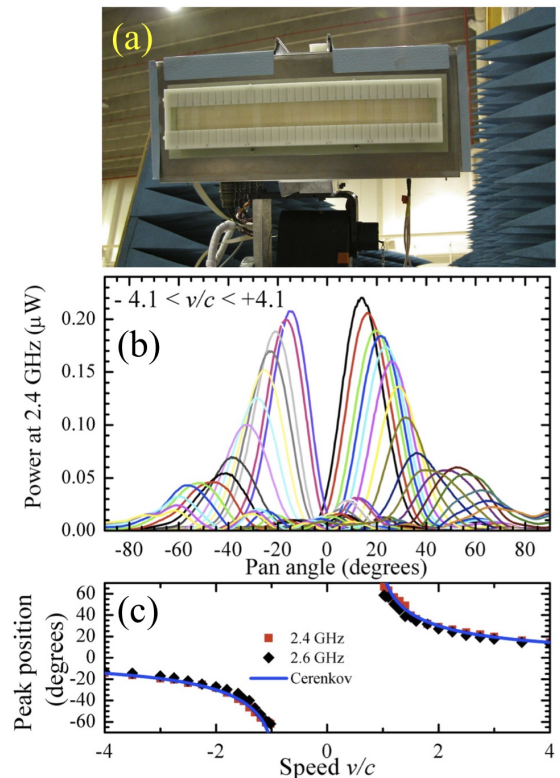 (a)
- 4.1 < v/c < +4.1
(b)
Power at 2.4 GHz (μW)
0.20
0.15
0.10
0.05
0.00
-80 -60 -40 -20 0 20 40 60 80
Pan angle (degrees)
(c)
Peak position
(degrees)
60
40
20
0
-20
-40
-60
2.4 GHz
2.6 GHz
Cerenkov
-4 -2 0 2 4
Speed v/c